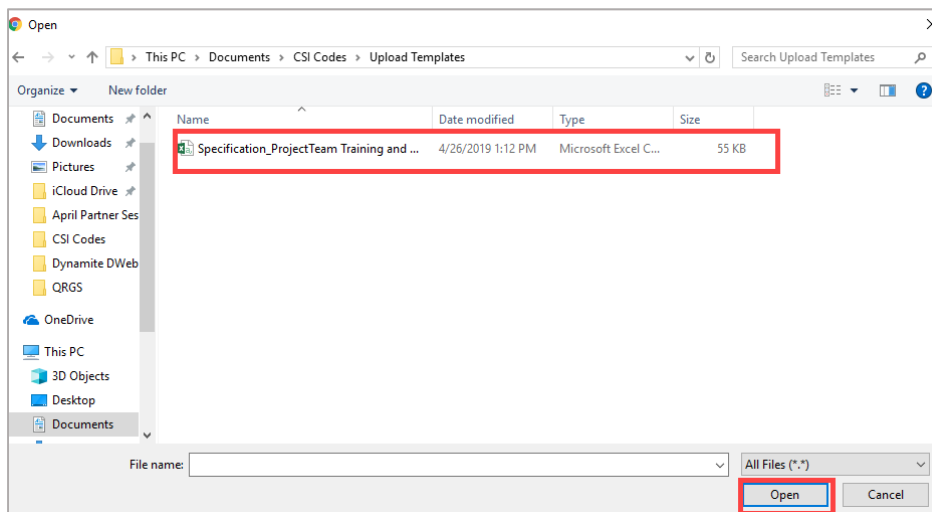 Open
This PC > Documents > CSI Codes > Upload Templates
Search Upload Templates
Organize
New folder
Name
Date modified
Type
Size
Specification_ProjectTeam Training and ...
4/26/2019 1:12 PM
Microsoft Excel C...
55 KB
Documents
Downloads
Pictures
iCloud Drive
April Partner Ses
CSI Codes
Dynamite DWeb
QRGS
OneDrive
This PC
3D Objects
Desktop
Documents
File name:
All Files (*.*)
Open
Cancel